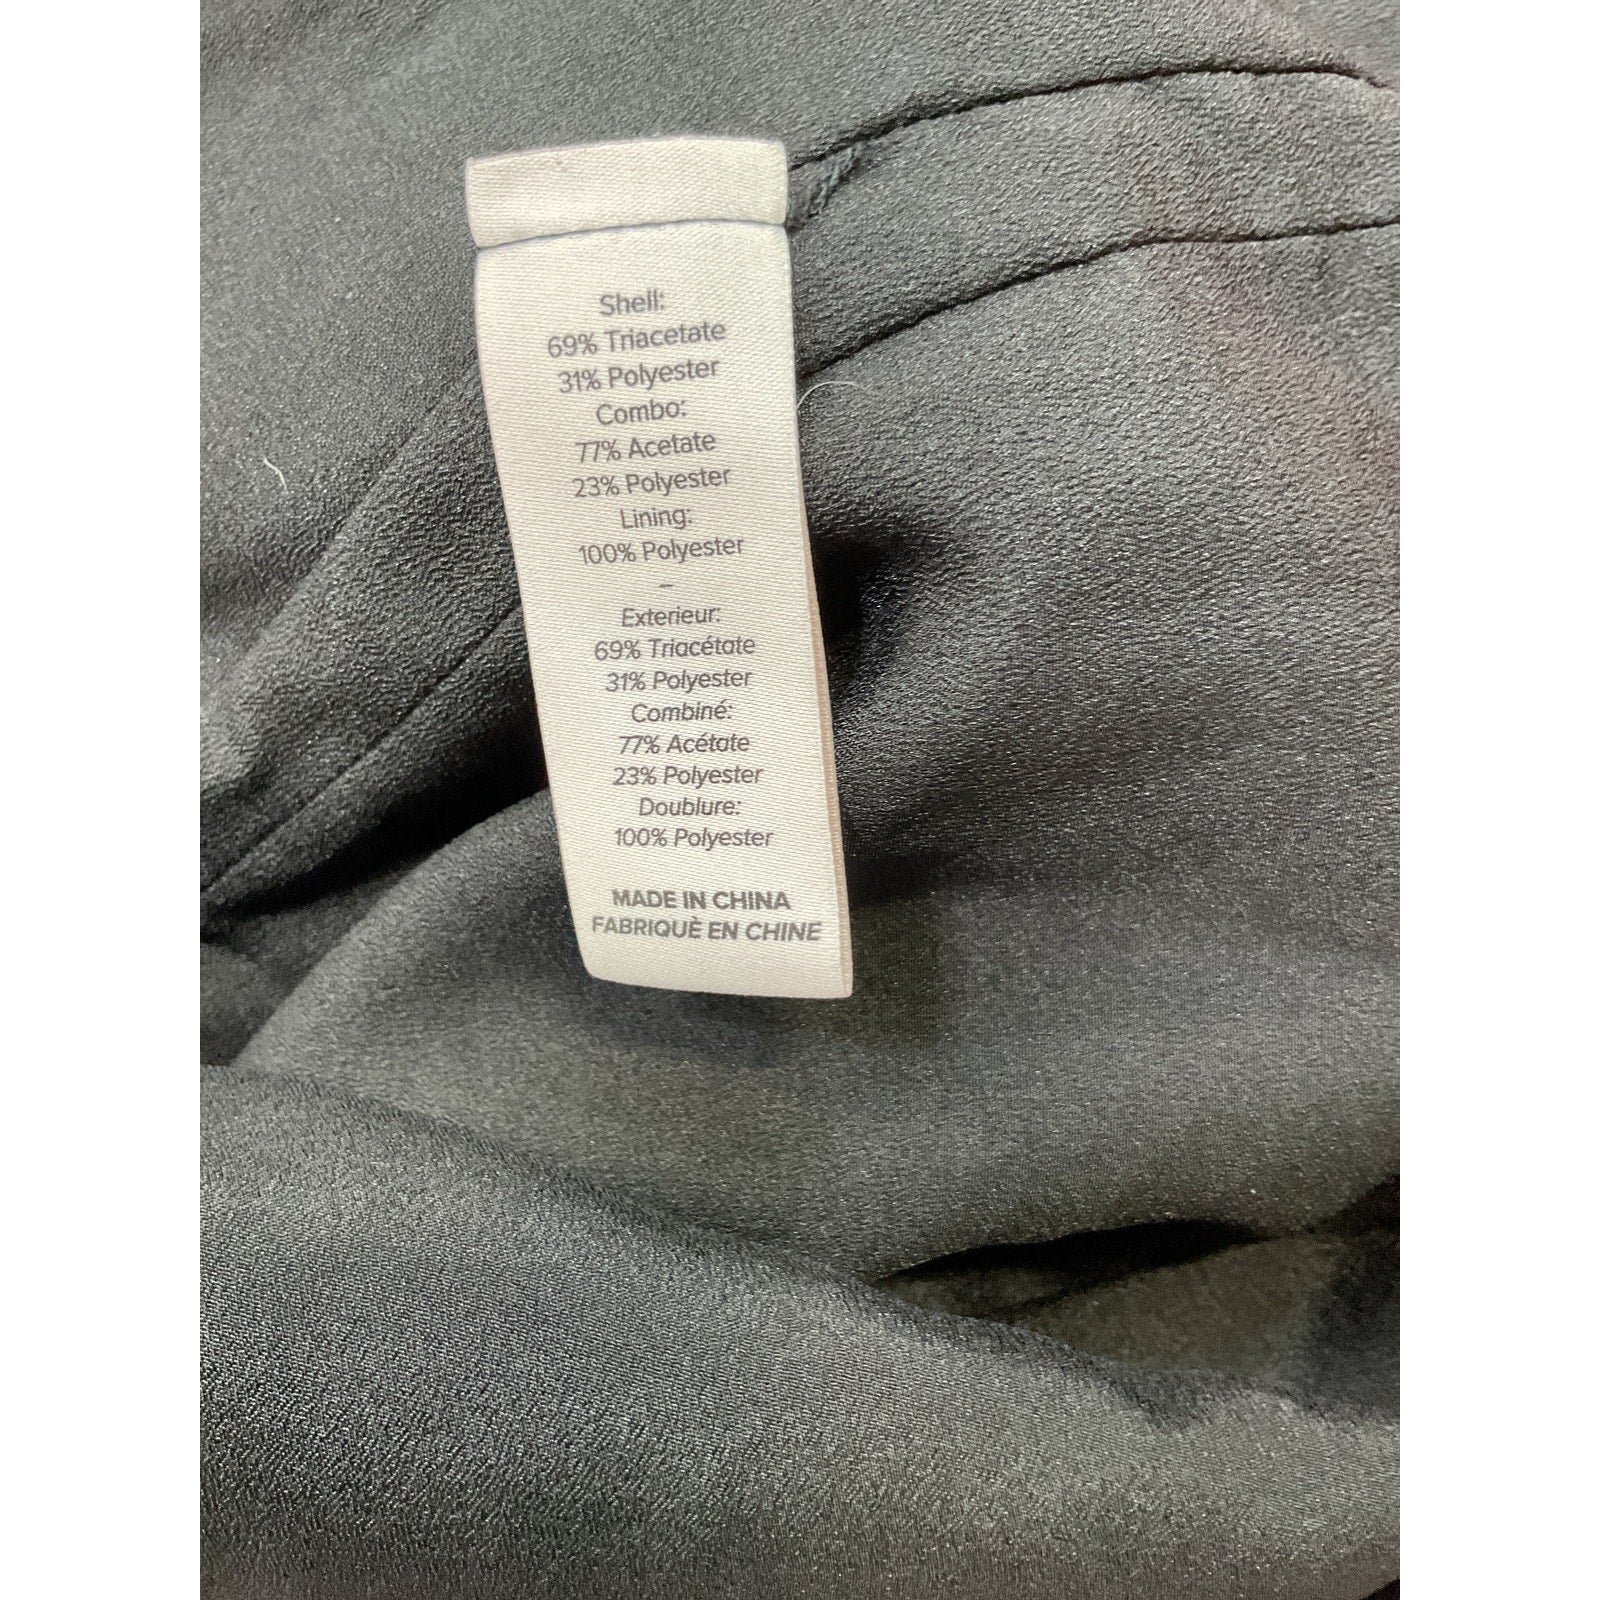 Shell:
69% Triacetate
31% Polyester
Combo:
77% Acetate
23% Polyester
Lining:
100% Polyester
–
Exterieur:
69% Triacétate
31% Polyester
Combiné:
77% Acétate
23% Polyester
Doublure:
100% Polyester
MADE IN CHINA
FABRIQUÈ EN CHINE